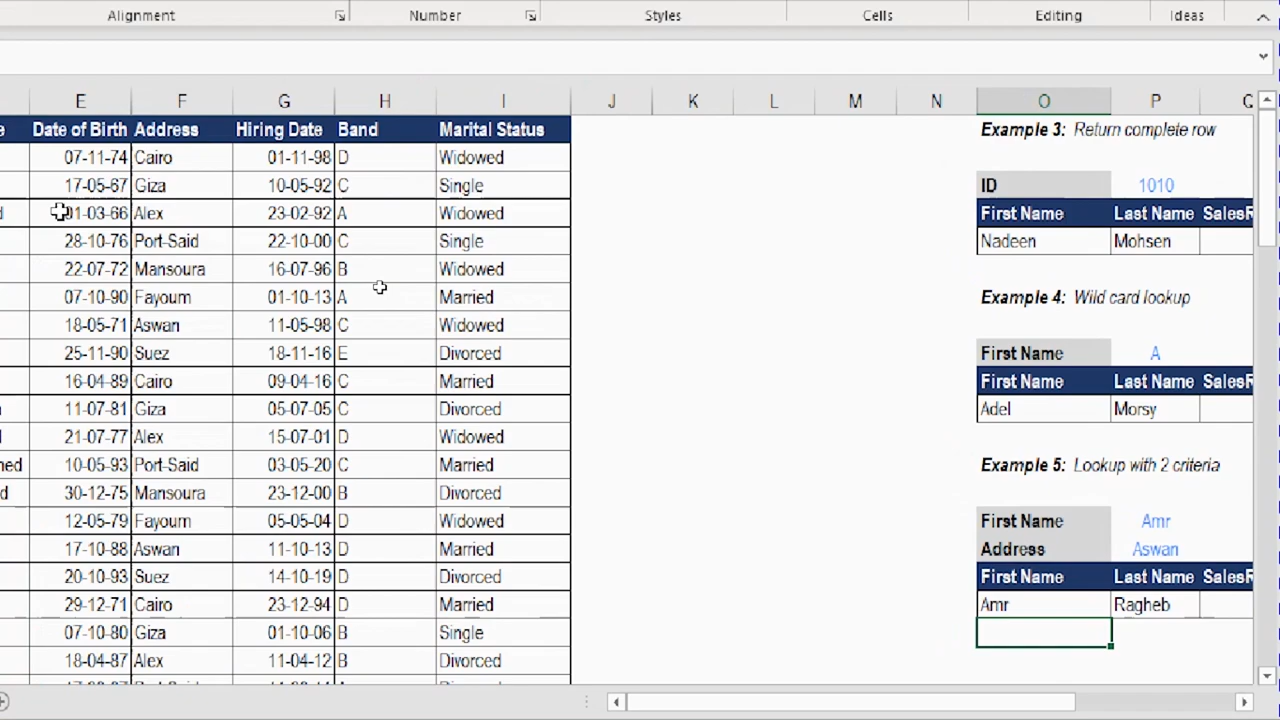 Alignment Number Styles Cells Editing Ideas
E F G H I J K L M N O P
Date of Birth Address Hiring Date Band Marital Status Example 3: Return complete row
07-11-74 Cairo 01-11-98 D Widowed
17-05-67 Giza 10-05-92 C Single ID 1010
01-03-66 Alex 23-02-92 A Widowed First Name Last Name
28-10-76 Port-Said 22-10-00 C Single Nadeen Mohsen
22-07-72 Mansoura 16-07-96 B Widowed
07-10-90 Fayoum 01-10-13 A Married Example 4: Wild card lookup
18-05-71 Aswan 11-05-98 C Widowed
25-11-90 Suez 18-11-16 E Divorced First Name A
16-04-89 Cairo 09-04-16 C Married First Name Last Name
11-07-81 Giza 05-07-05 C Divorced Adel Morsy
21-07-77 Alex 15-07-01 D Widowed
10-05-93 Port-Said 03-05-20 C Married Example 5: Lookup with 2 criteria
30-12-75 Mansoura 23-12-00 B Divorced
12-05-79 Fayoum 05-05-04 D Widowed First Name Amr
17-10-88 Aswan 11-10-13 D Married Address Aswan
20-10-93 Suez 14-10-19 D Divorced First Name Last Name
29-12-71 Cairo 23-12-94 D Married Amr Ragheb
07-10-80 Giza 01-10-06 B Single
18-04-87 Alex 11-04-12 B Divorced